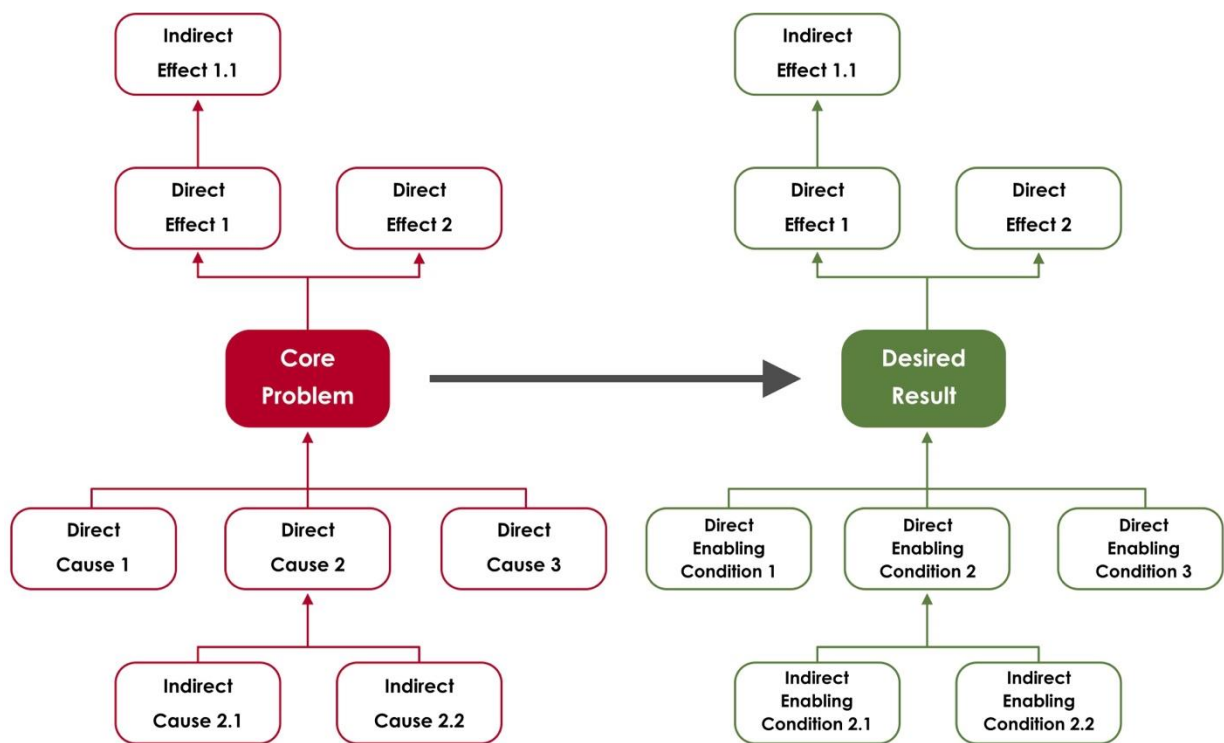 Indirect
Effect 1.1
Direct
Effect 1
Direct
Effect 2
Core
Problem
Direct
Cause 1
Direct
Cause 2
Direct
Cause 3
Indirect
Cause 2.1
Indirect
Cause 2.2
Indirect
Effect 1.1
Direct
Effect 1
Direct
Effect 2
Desired
Result
Direct
Enabling
Condition 1
Direct
Enabling
Condition 2
Direct
Enabling
Condition 3
Indirect
Enabling
Condition 2.1
Indirect
Enabling
Condition 2.2